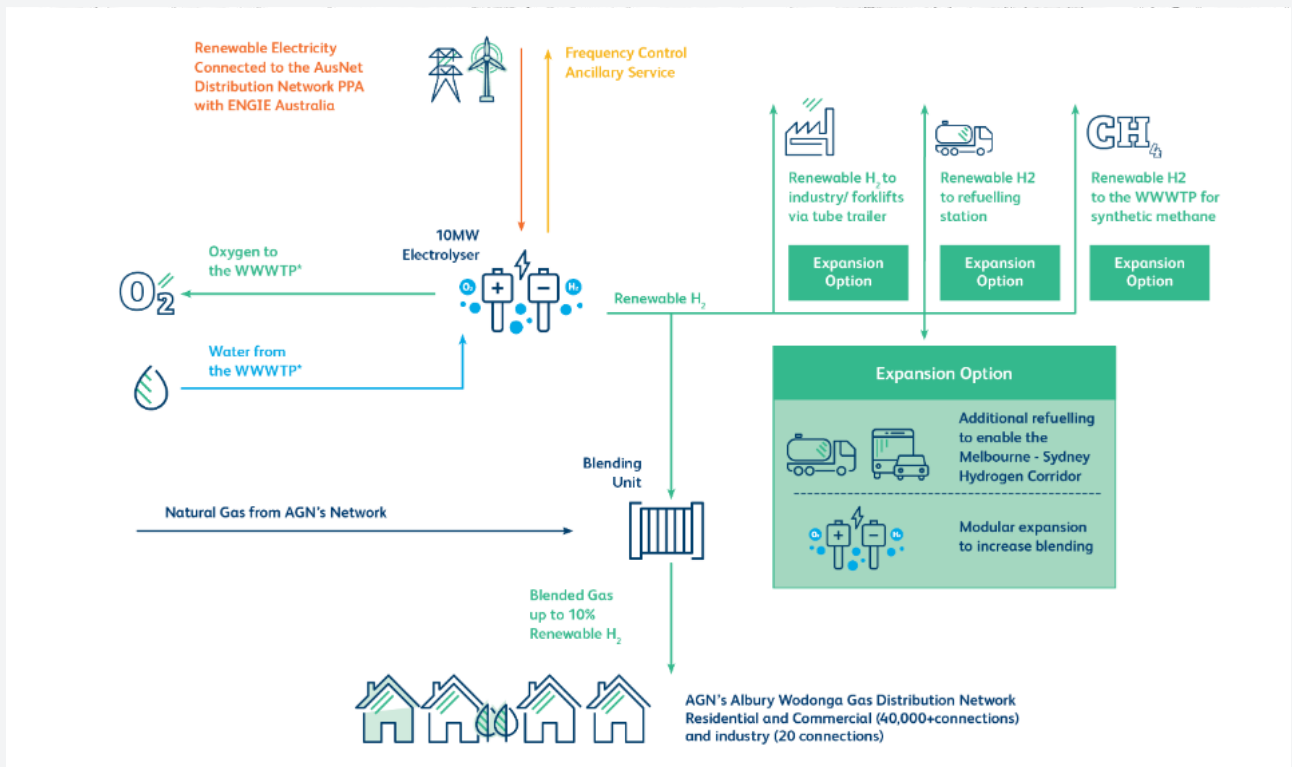 Renewable Electricity
Connected to the AusNet
Distribution Network PPA
with ENGIE Australia
Frequency Control
Ancillary Service
CH4
Renewable H2 to
industry/ forklifts
via tube trailer
Renewable H2
to refuelling
station
Renewable H2
to the WWWTP for
synthetic methane
Expansion
Option
Expansion
Option
Expansion
Option
10MW
Electrolyser
Oxygen to
the WWWTP*
O2
O2
+
−
H2
Renewable H2
Water from
the WWWTP*
Expansion Option
Additional refuelling
to enable the
Melbourne - Sydney
Hydrogen Corridor
O2
+
−
H2
Modular expansion
to increase blending
Blending
Unit
Natural Gas from AGN's Network
Blended Gas
up to 10%
Renewable H2
AGN's Albury Wodonga Gas Distribution Network
Residential and Commercial (40,000+connections)
and industry (20 connections)